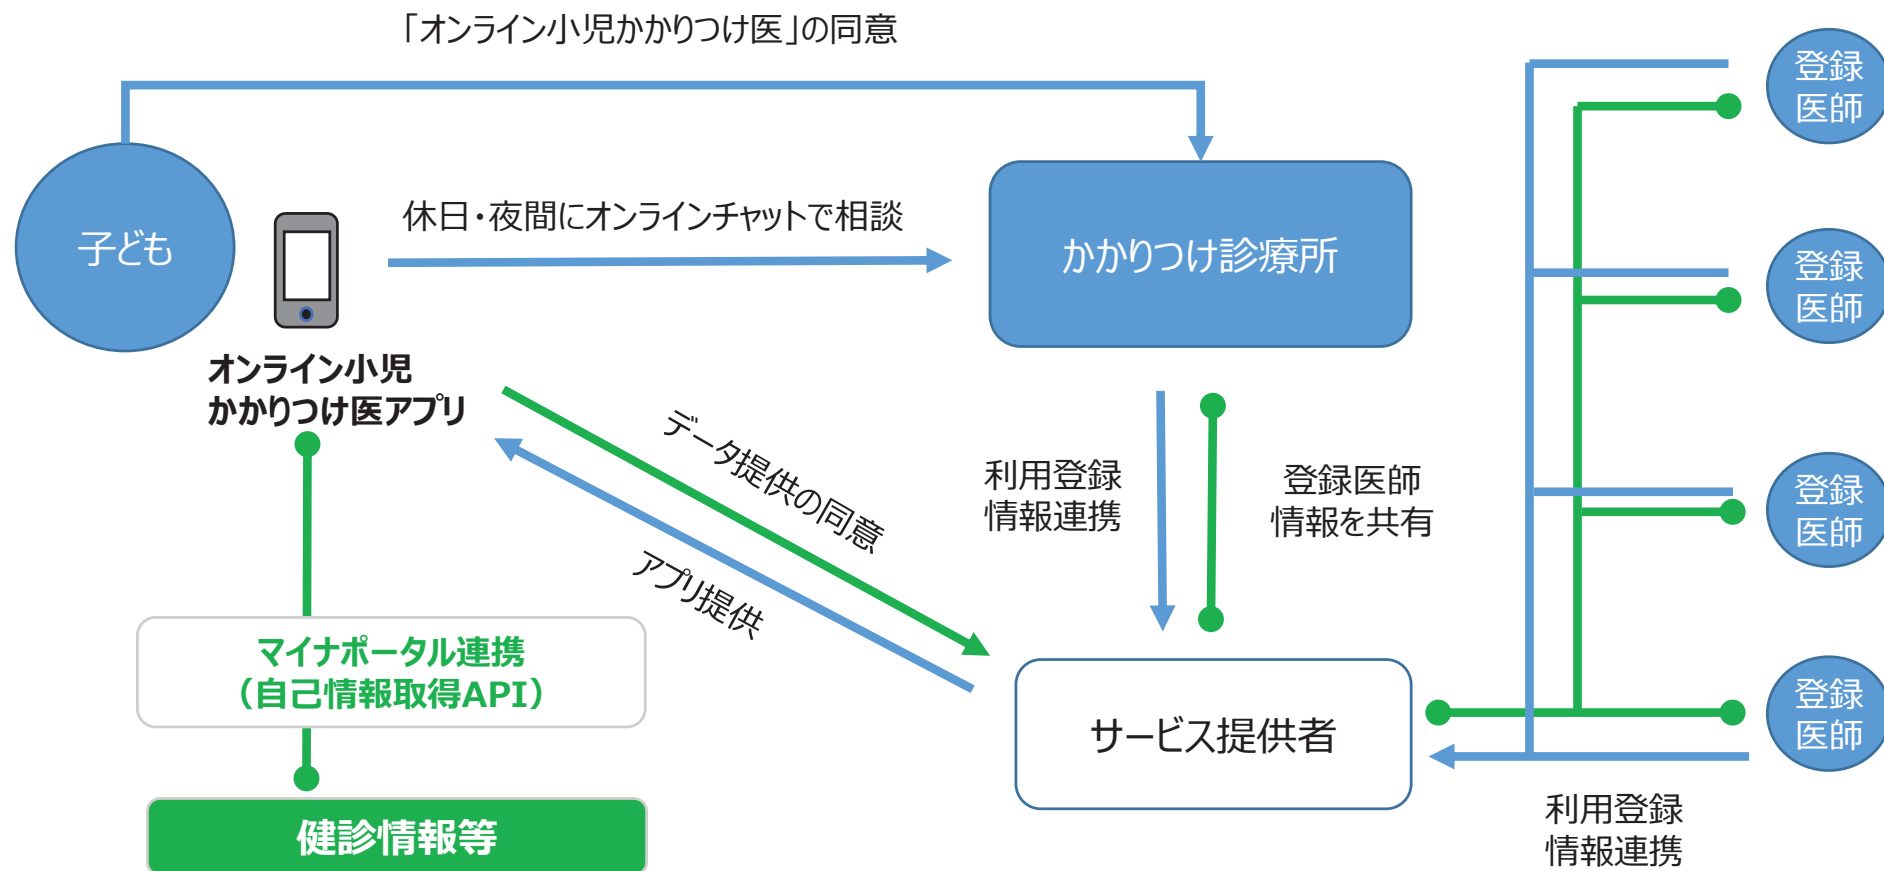 「オンライン小児かかりつけ医」の同意
子ども
休日・夜間にオンラインチャットで相談
かかりつけ診療所
オンライン小児
かかりつけ医アプリ
データ提供の同意
アプリ提供
利用登録
情報連携
登録医師
情報を共有
マイナポータル連携
（自己情報取得API）
健診情報等
サービス提供者
登録
医師
登録
医師
登録
医師
登録
医師
利用登録
情報連携